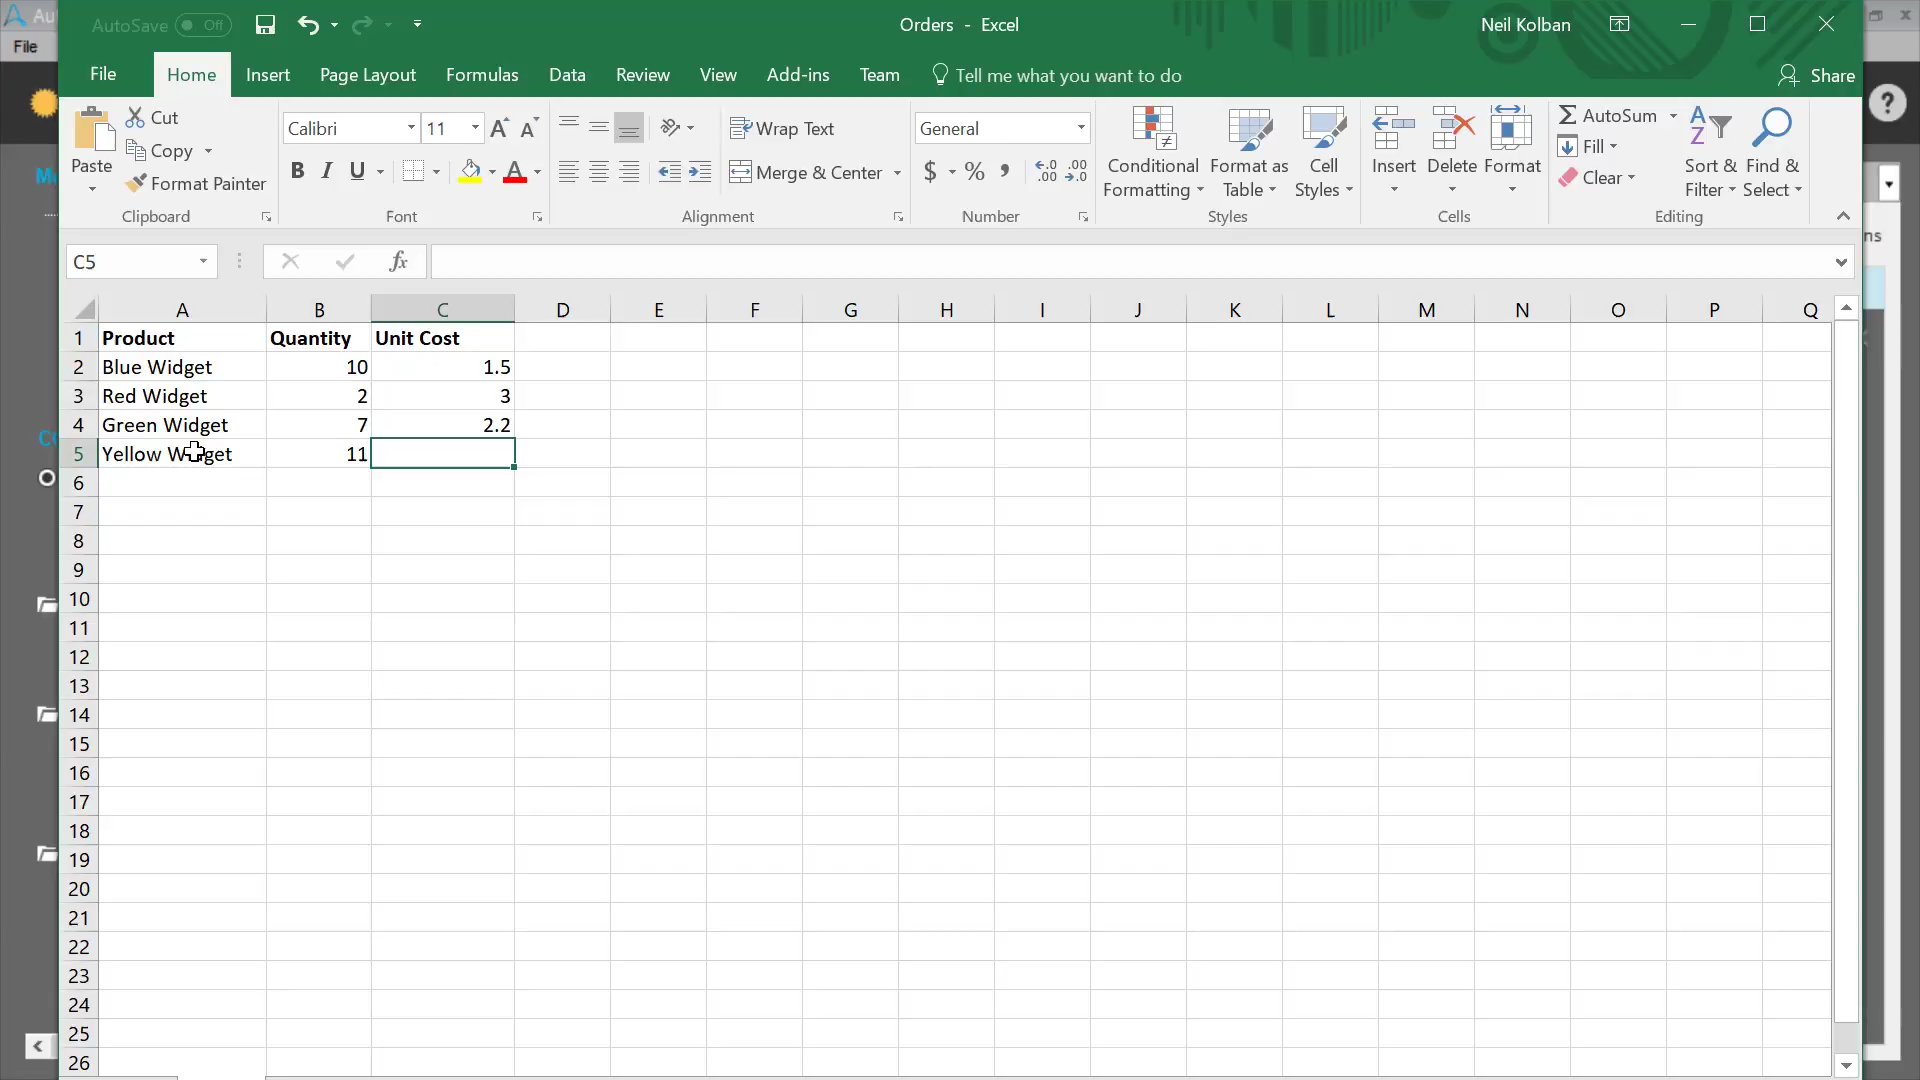 Au
File
AutoSave Off
Orders - Excel
Neil Kolban
File Home Insert Page Layout Formulas Data Review View Add-ins Team Tell me what you want to do Share
Paste
Cut
Copy
Format Painter
Clipboard
Calibri 11
B I U
Font
Wrap Text
Merge & Center
Alignment
General
$ % ,
Number
Conditional Formatting
Format as Table
Cell Styles
Styles
Insert Delete Format
Cells
AutoSum
Fill
Clear
Sort & Filter
Find & Select
Editing
C5
fx
ns
A B C D E F G H I J K L M N O P Q
1 Product Quantity Unit Cost
2 Blue Widget 10 1.5
3 Red Widget 2 3
4 Green Widget 7 2.2
5 Yellow Widget 11
6
7
8
9
10
11
12
13
14
15
16
17
18
19
20
21
22
23
24
25
26